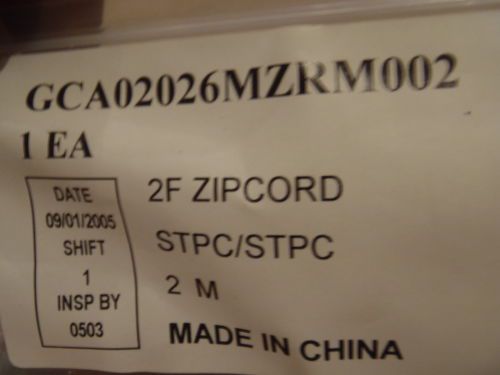 GCA02026MZRM002
1 EA
DATE
09/01/2005
SHIFT
1
INSP BY
0503
2F ZIPCORD
STPC/STPC
2 M
MADE IN CHINA